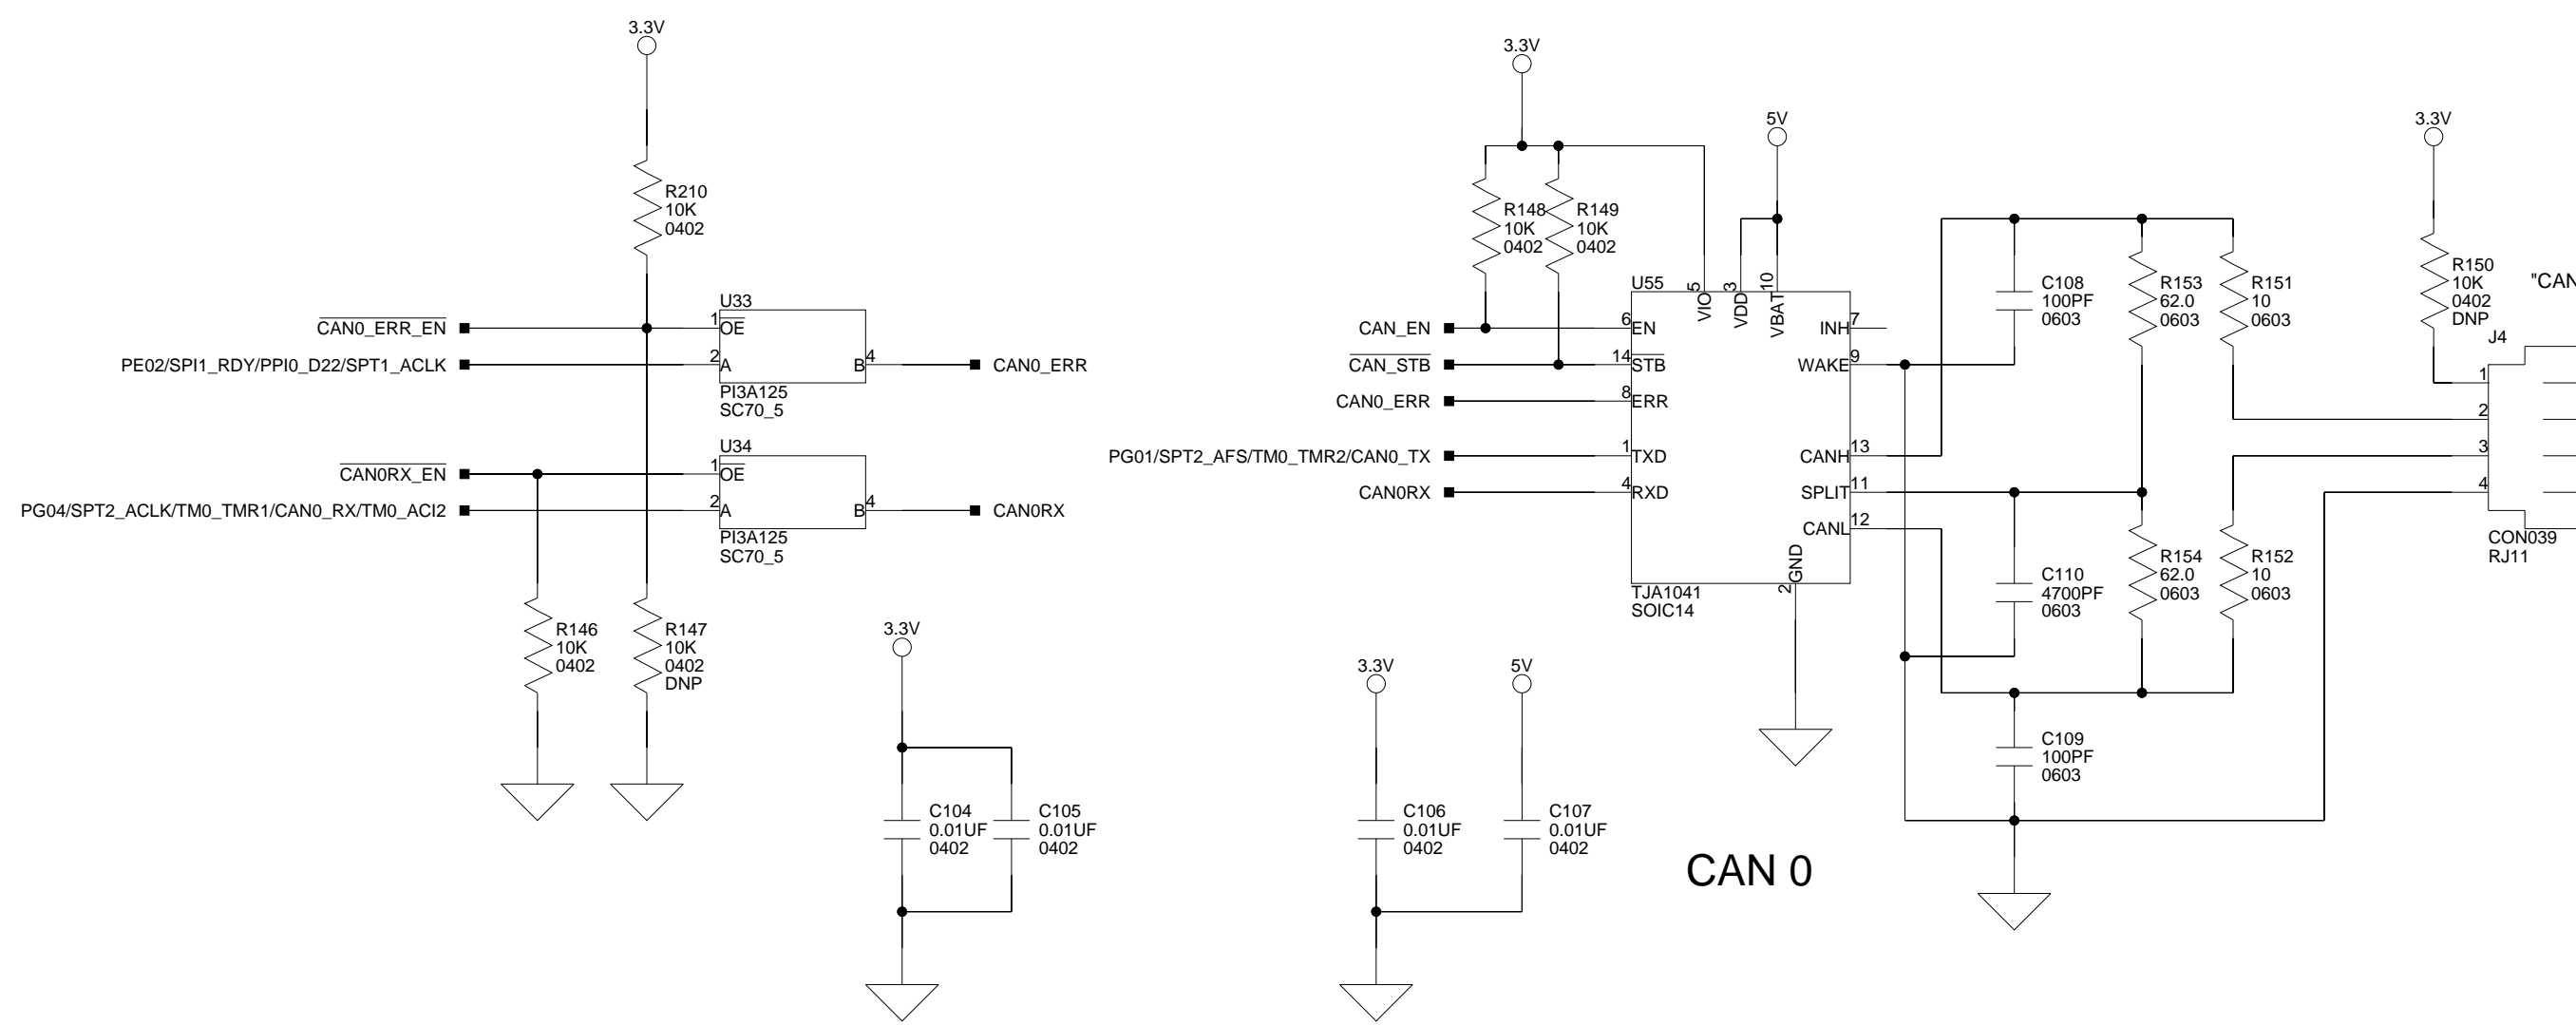 3.3V
R210
10K
0402
U33
CAN0_ERR_EN
1
OE
PE02/SPI1_RDY/PPI0_D22/SPT1_ACLK
2
A
B
4
CAN0_ERR
PI3A125
SC70_5
U34
CAN0RX_EN
1
OE
PG04/SPT2_ACLK/TM0_TMR1/CAN0_RX/TM0_ACI2
2
A
B
4
CAN0RX
PI3A125
SC70_5
R146
10K
0402
R147
10K
0402
DNP
3.3V
C104
0.01UF
0402
C105
0.01UF
0402
3.3V
5V
R148
10K
0402
R149
10K
0402
U55
5
VIO
3
VDD
10
VBAT
CAN_EN
6
EN
CAN_STB
14
STB
CAN0_ERR
8
ERR
PG01/SPT2_AFS/TM0_TMR2/CAN0_TX
1
TXD
CAN0RX
4
RXD
INH
7
WAKE
9
CANH
13
SPLIT
11
CANL
12
GND
2
TJA1041
SOIC14
3.3V
C106
0.01UF
0402
5V
C107
0.01UF
0402
CAN 0
C108
100PF
0603
R153
62.0
0603
R151
10
0603
C110
4700PF
0603
R154
62.0
0603
R152
10
0603
C109
100PF
0603
3.3V
R150
10K
0402
DNP
"CAN
J4
1
2
3
4
CON039
RJ11